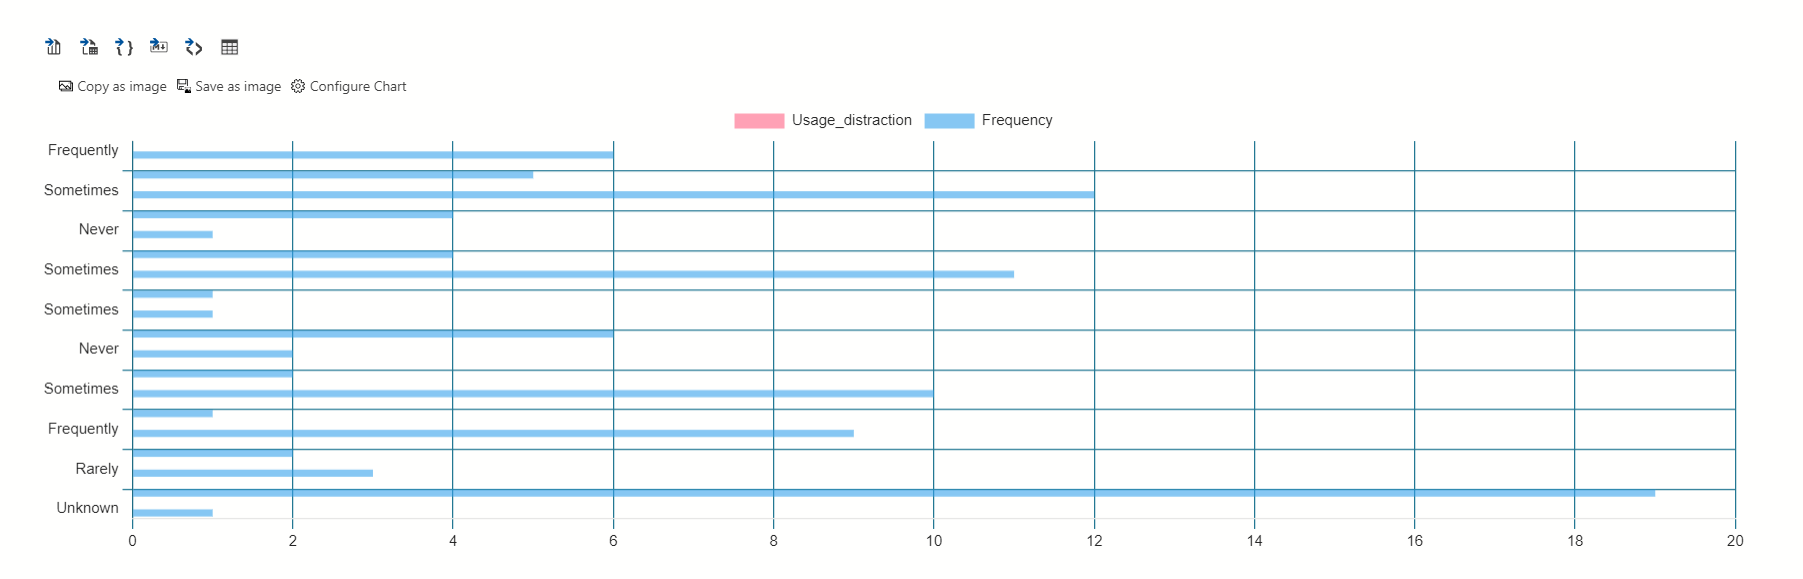 Copy as image Save as image Configure Chart
Usage_distraction Frequency
Frequently
Sometimes
Never
Sometimes
Sometimes
Never
Sometimes
Frequently
Rarely
Unknown
0 2 4 6 8 10 12 14 16 18 20